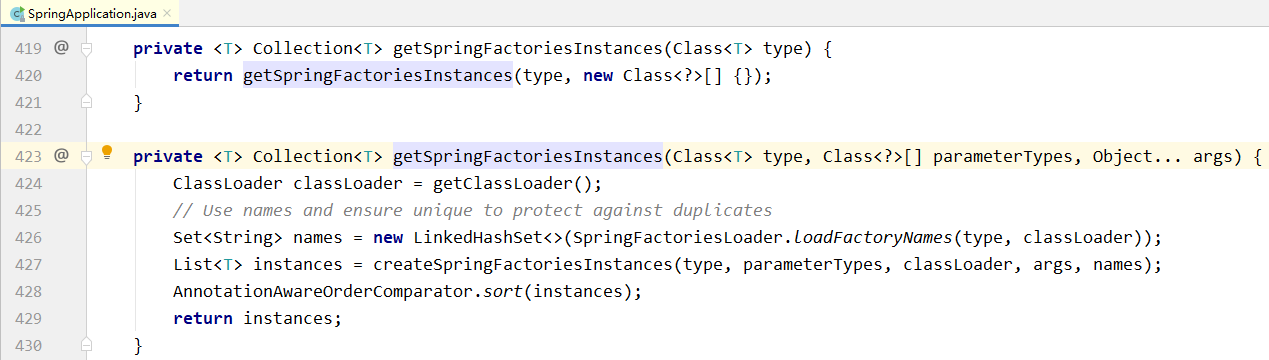 SpringApplication.java
419 @ private <T> Collection<T> getSpringFactoriesInstances(Class<T> type) {
420 return getSpringFactoriesInstances(type, new Class<?>[] {});
421 }
422
423 @ private <T> Collection<T> getSpringFactoriesInstances(Class<T> type, Class<?>[] parameterTypes, Object... args) {
424 ClassLoader classLoader = getClassLoader();
425 // Use names and ensure unique to protect against duplicates
426 Set<String> names = new LinkedHashSet<>(SpringFactoriesLoader.loadFactoryNames(type, classLoader));
427 List<T> instances = createSpringFactoriesInstances(type, parameterTypes, classLoader, args, names);
428 AnnotationAwareOrderComparator.sort(instances);
429 return instances;
430 }